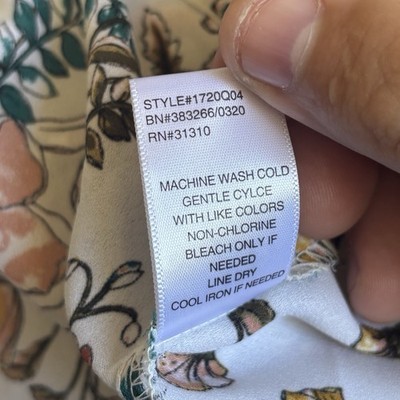 STYLE#1720Q04
BN#383266/0320
RN#31310
MACHINE WASH COLD
GENTLE CYLCE
WITH LIKE COLORS
NON-CHLORINE
BLEACH ONLY IF
NEEDED
LINE DRY
COOL IRON IF NEEDED